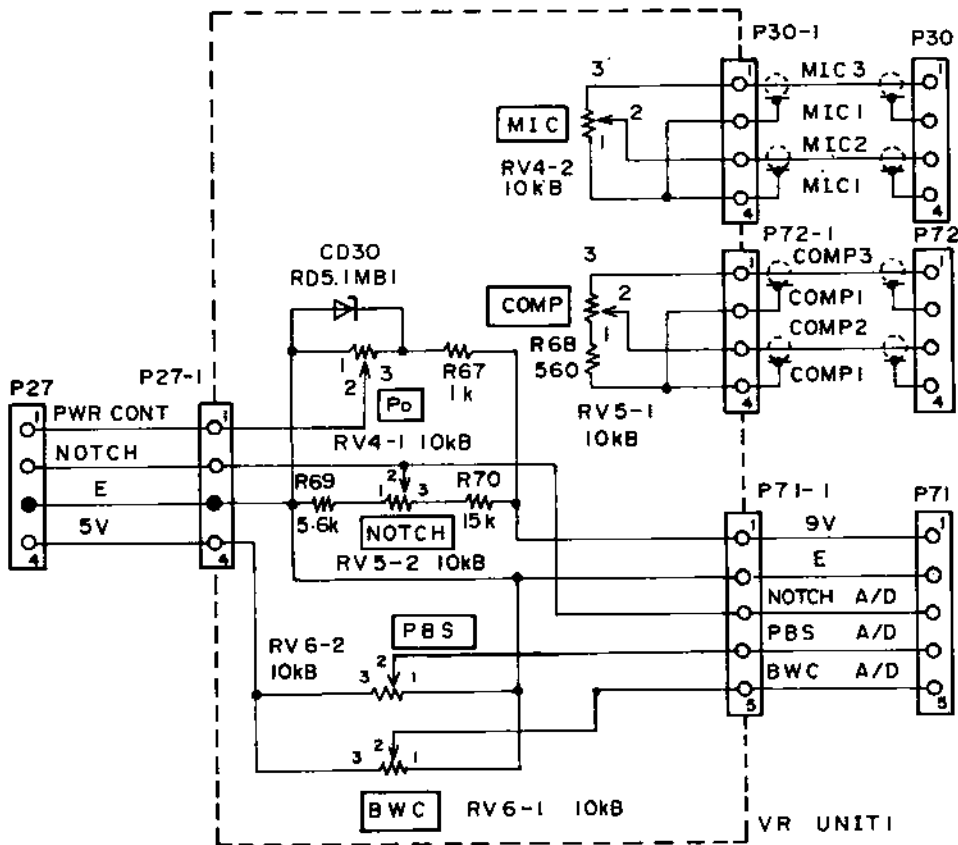 P30-1
P30
1
3
MIC3
1
MIC
2
MIC1
1
MIC2
RV4-2
10kB
MIC1
4
4
P72-1
P72
CD30
RD5.1MB1
3
1
COMP3
1
COMP
2
COMP1
1
COMP2
R68
560
COMP1
4
4
RV5-1
10kB
1
3
R67
1k
2
Po
RV4-1 10kB
P27
P27-1
1
PWR CONT
1
NOTCH
E
5V
4
4
R69
5.6k
1
2
3
R70
15k
NOTCH
RV5-2 10kB
P71-1
P71
1
9V
1
E
NOTCH A/D
PBS A/D
BWC A/D
5
5
PBS
RV6-2
10kB
3
2
1
3
2
1
BWC
RV6-1 10kB
VR UNIT1